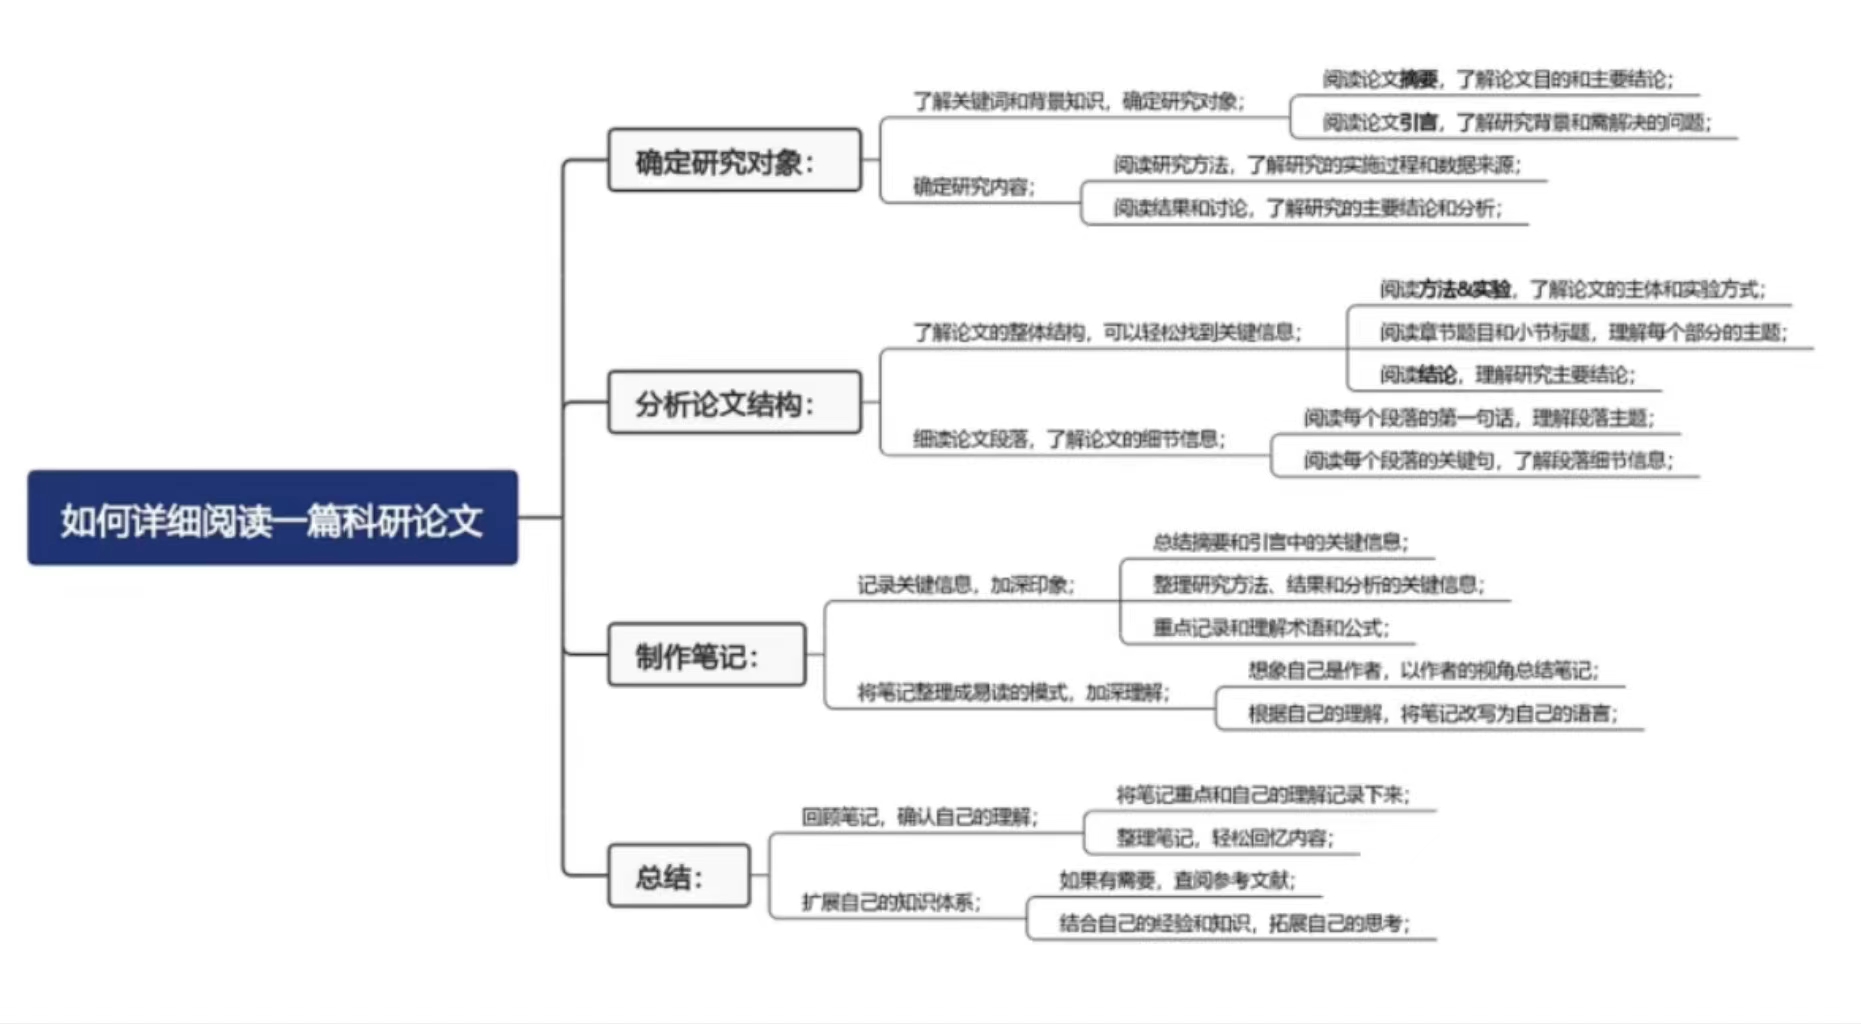 如何详细阅读一篇科研论文
确定研究对象：
了解关键词和背景知识，确定研究对象；
阅读论文摘要，了解论文目的和主要结论；
阅读论文引言，了解研究背景和需解决的问题；
确定研究内容；
阅读研究方法，了解研究的实施过程和数据来源；
阅读结果和讨论，了解研究的主要结论和分析；
分析论文结构：
了解论文的整体结构，可以轻松找到关键信息；
阅读方法&实验，了解论文的主体和实验方式；
阅读章节题目和小节标题，理解每个部分的主题；
阅读结论，理解研究主要结论；
细读论文段落，了解论文的细节信息；
阅读每个段落的第一句话，理解段落主题；
阅读每个段落的关键句，了解段落细节信息；
制作笔记：
记录关键信息，加深印象；
总结摘要和引言中的关键信息；
整理研究方法、结果和分析的关键信息；
重点记录和理解术语和公式；
将笔记整理成易读的模式，加深理解；
想象自己是作者，以作者的视角总结笔记；
根据自己的理解，将笔记改写为自己的语言；
总结：
回顾笔记，确认自己的理解；
将笔记重点和自己的理解记录下来；
整理笔记，轻松回忆内容；
扩展自己的知识体系；
如果有需要，查阅参考文献；
结合自己的经验和知识，拓展自己的思考；